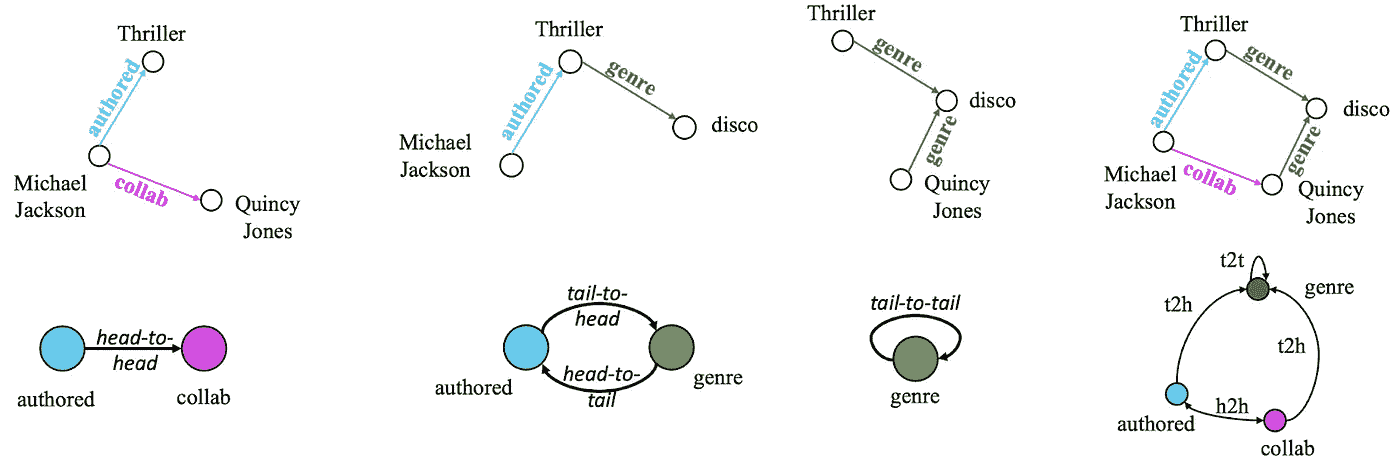 Thriller
authored
Michael
Jackson
collab
Quincy
Jones
Thriller
authored
genre
Michael
Jackson
disco
Thriller
genre
disco
genre
Quincy
Jones
Thriller
authored
genre
disco
genre
Michael
Jackson
collab
Quincy
Jones
head-to-
head
authored
collab
tail-to-
head
head-to-
tail
authored
genre
tail-to-tail
genre
t2t
genre
t2h
t2h
h2h
authored
collab